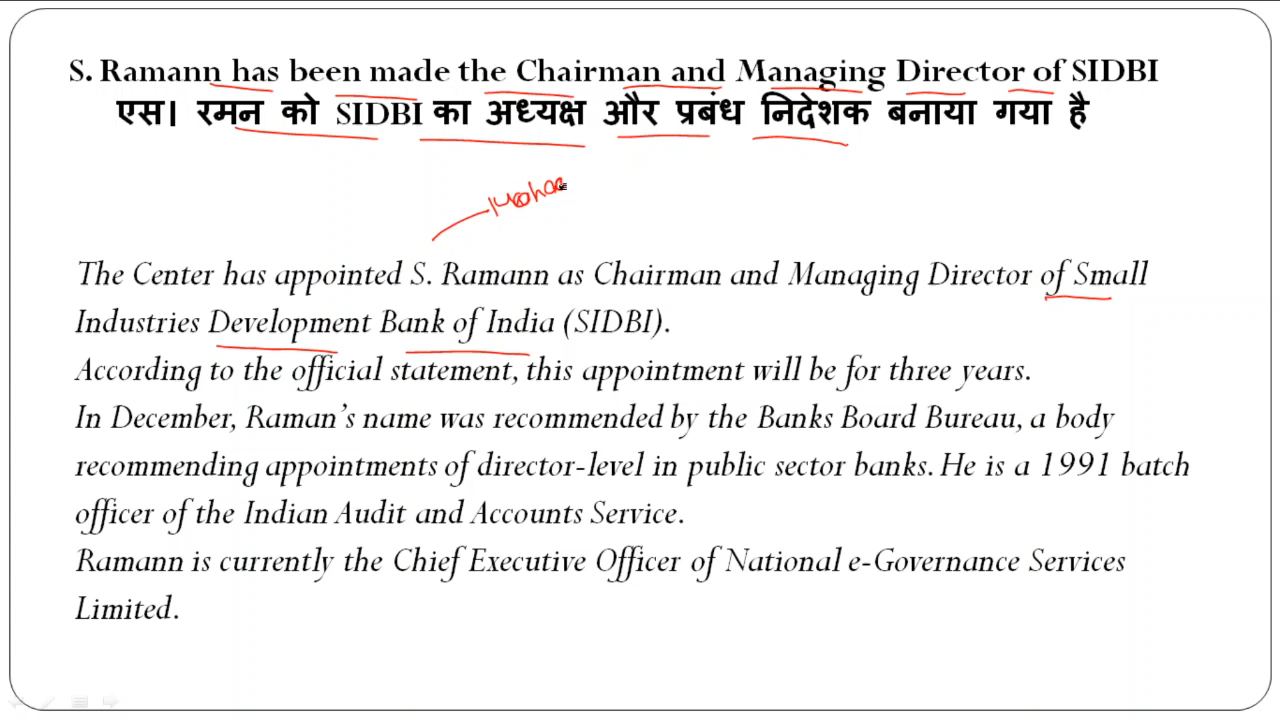 S. Ramann has been made the Chairman and Managing Director of SIDBI
एस। रमन को SIDBI का अध्यक्ष और प्रबंध निदेशक बनाया गया है
The Center has appointed S. Ramann as Chairman and Managing Director of Small
Industries Development Bank of India (SIDBI).
According to the official statement, this appointment will be for three years.
In December, Raman's name was recommended by the Banks Board Bureau, a body
recommending appointments of director-level in public sector banks. He is a 1991 batch
officer of the Indian Audit and Accounts Service.
Ramann is currently the Chief Executive Officer of National e-Governance Services
Limited.